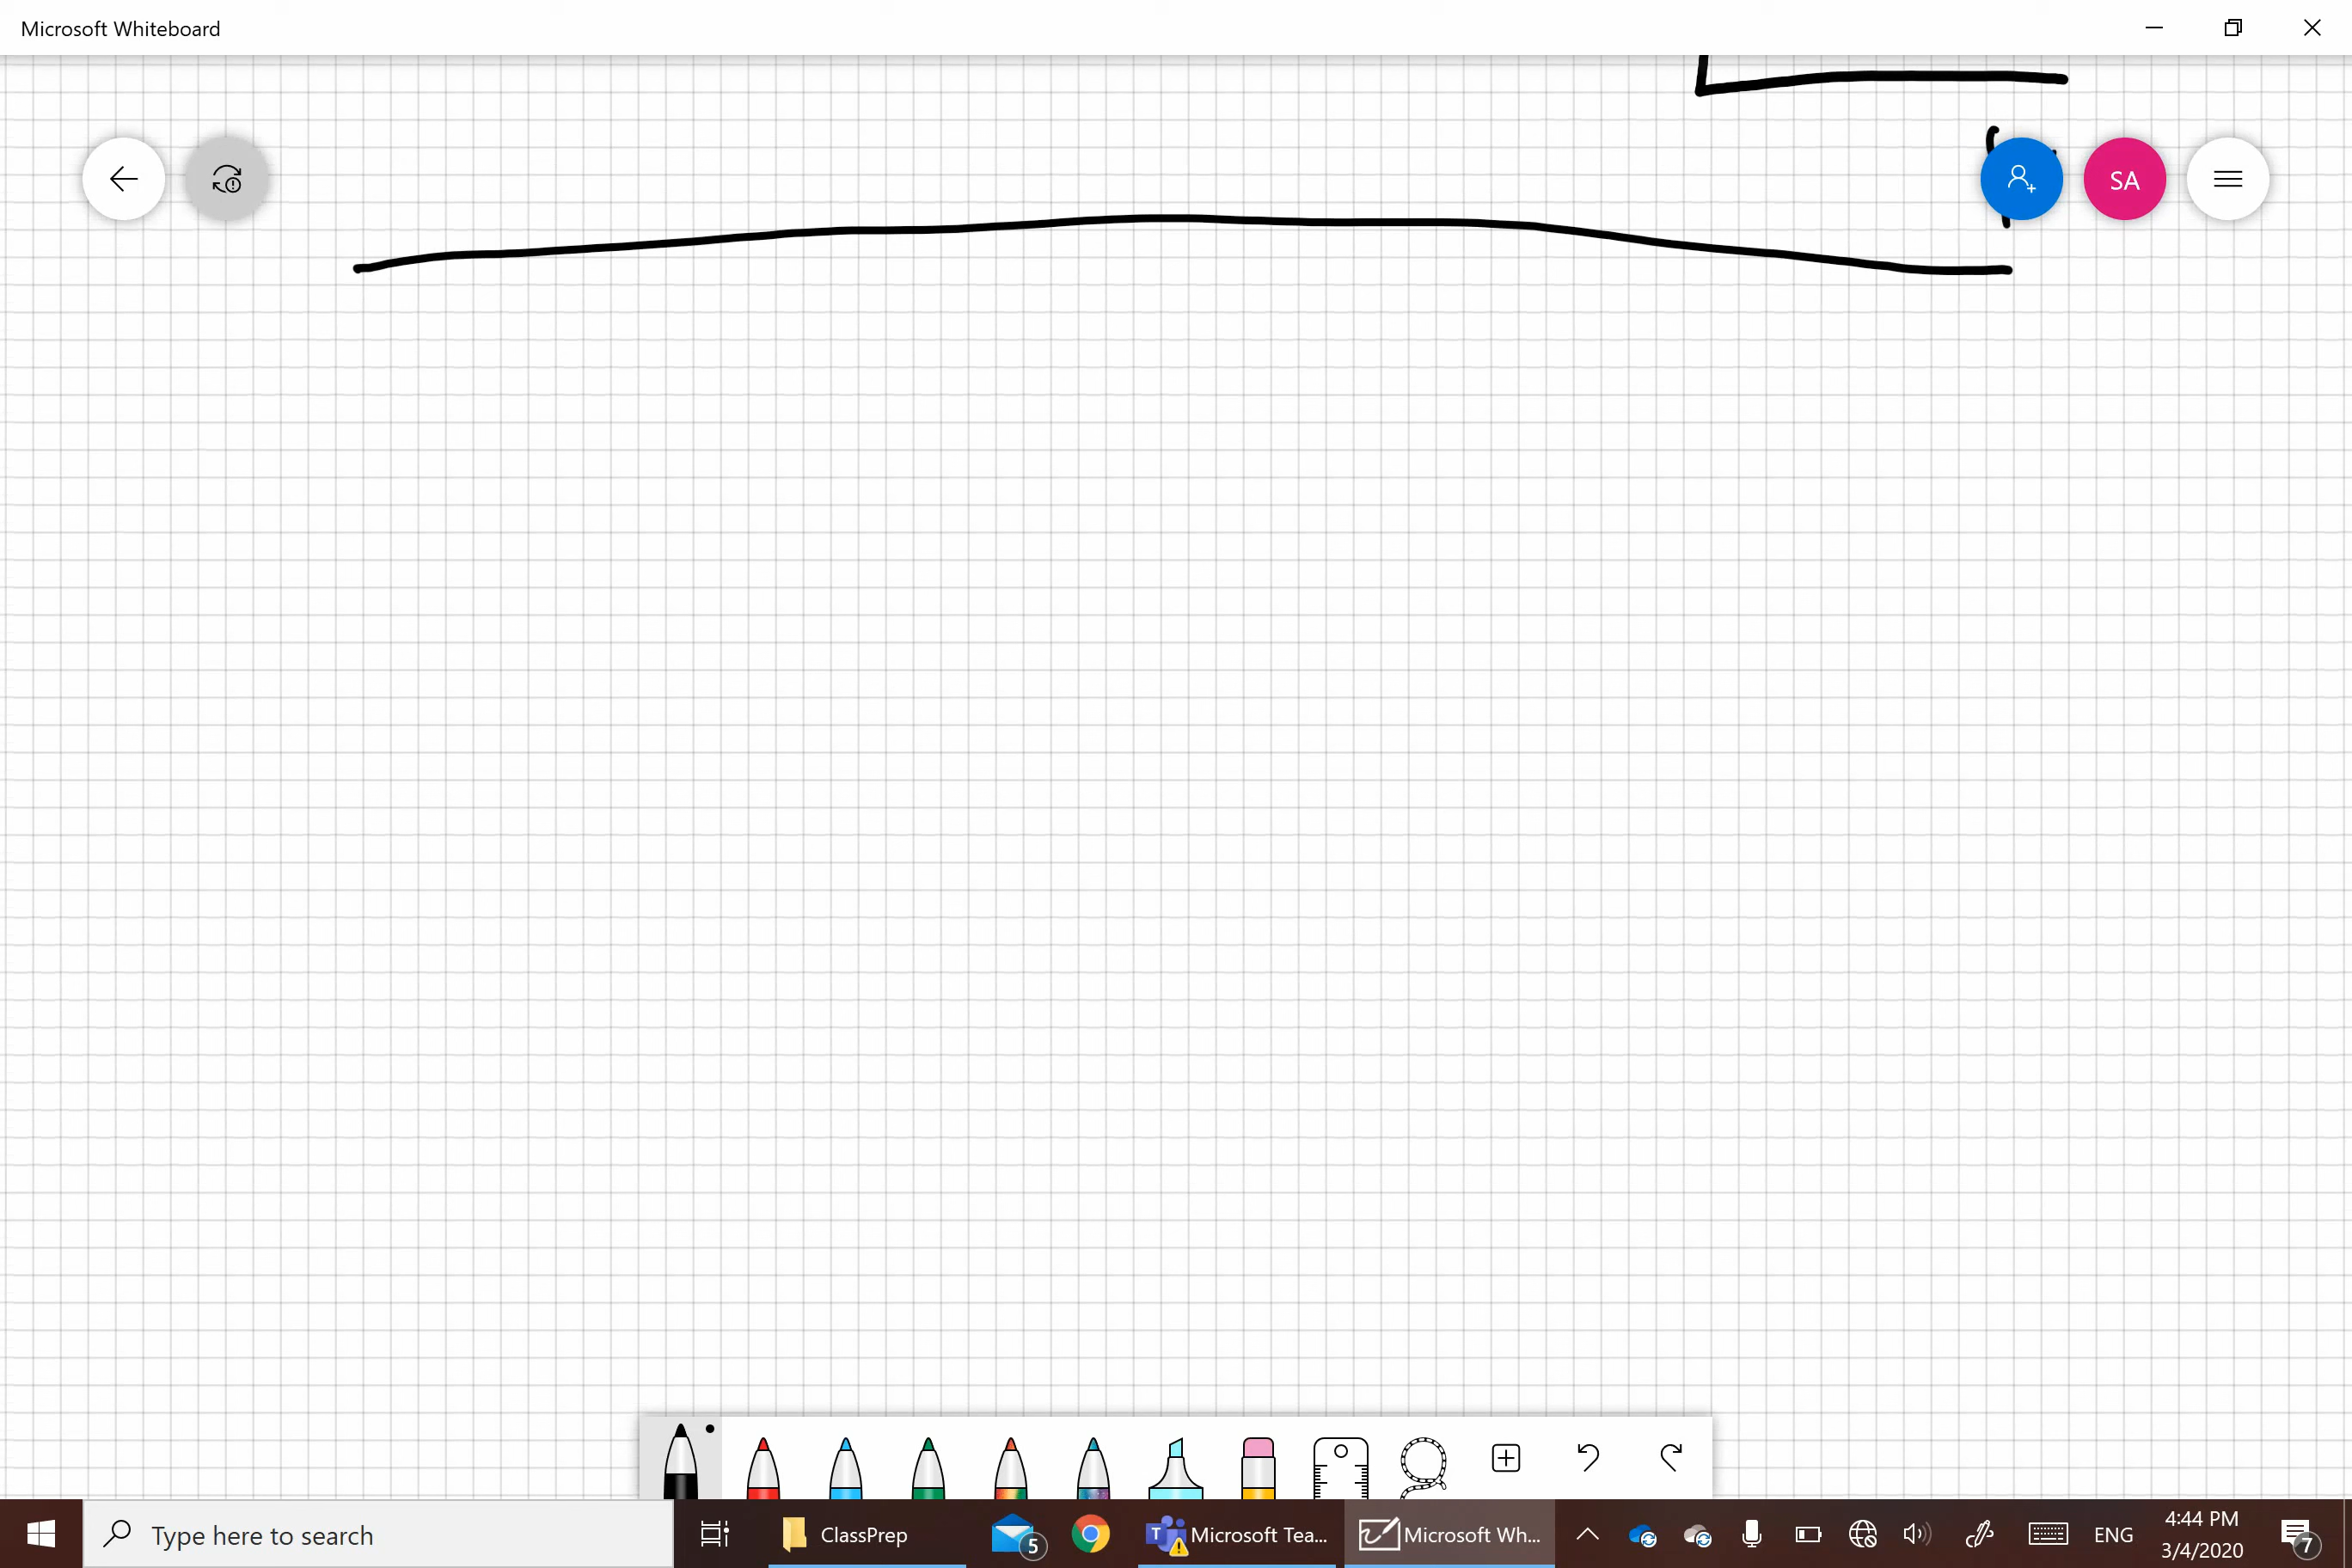 Microsoft Whiteboard
SA
Type here to search
ClassPrep
5
T
Microsoft Tea...
Microsoft Wh...
ENG
4:44 PM
3/4/2020
7